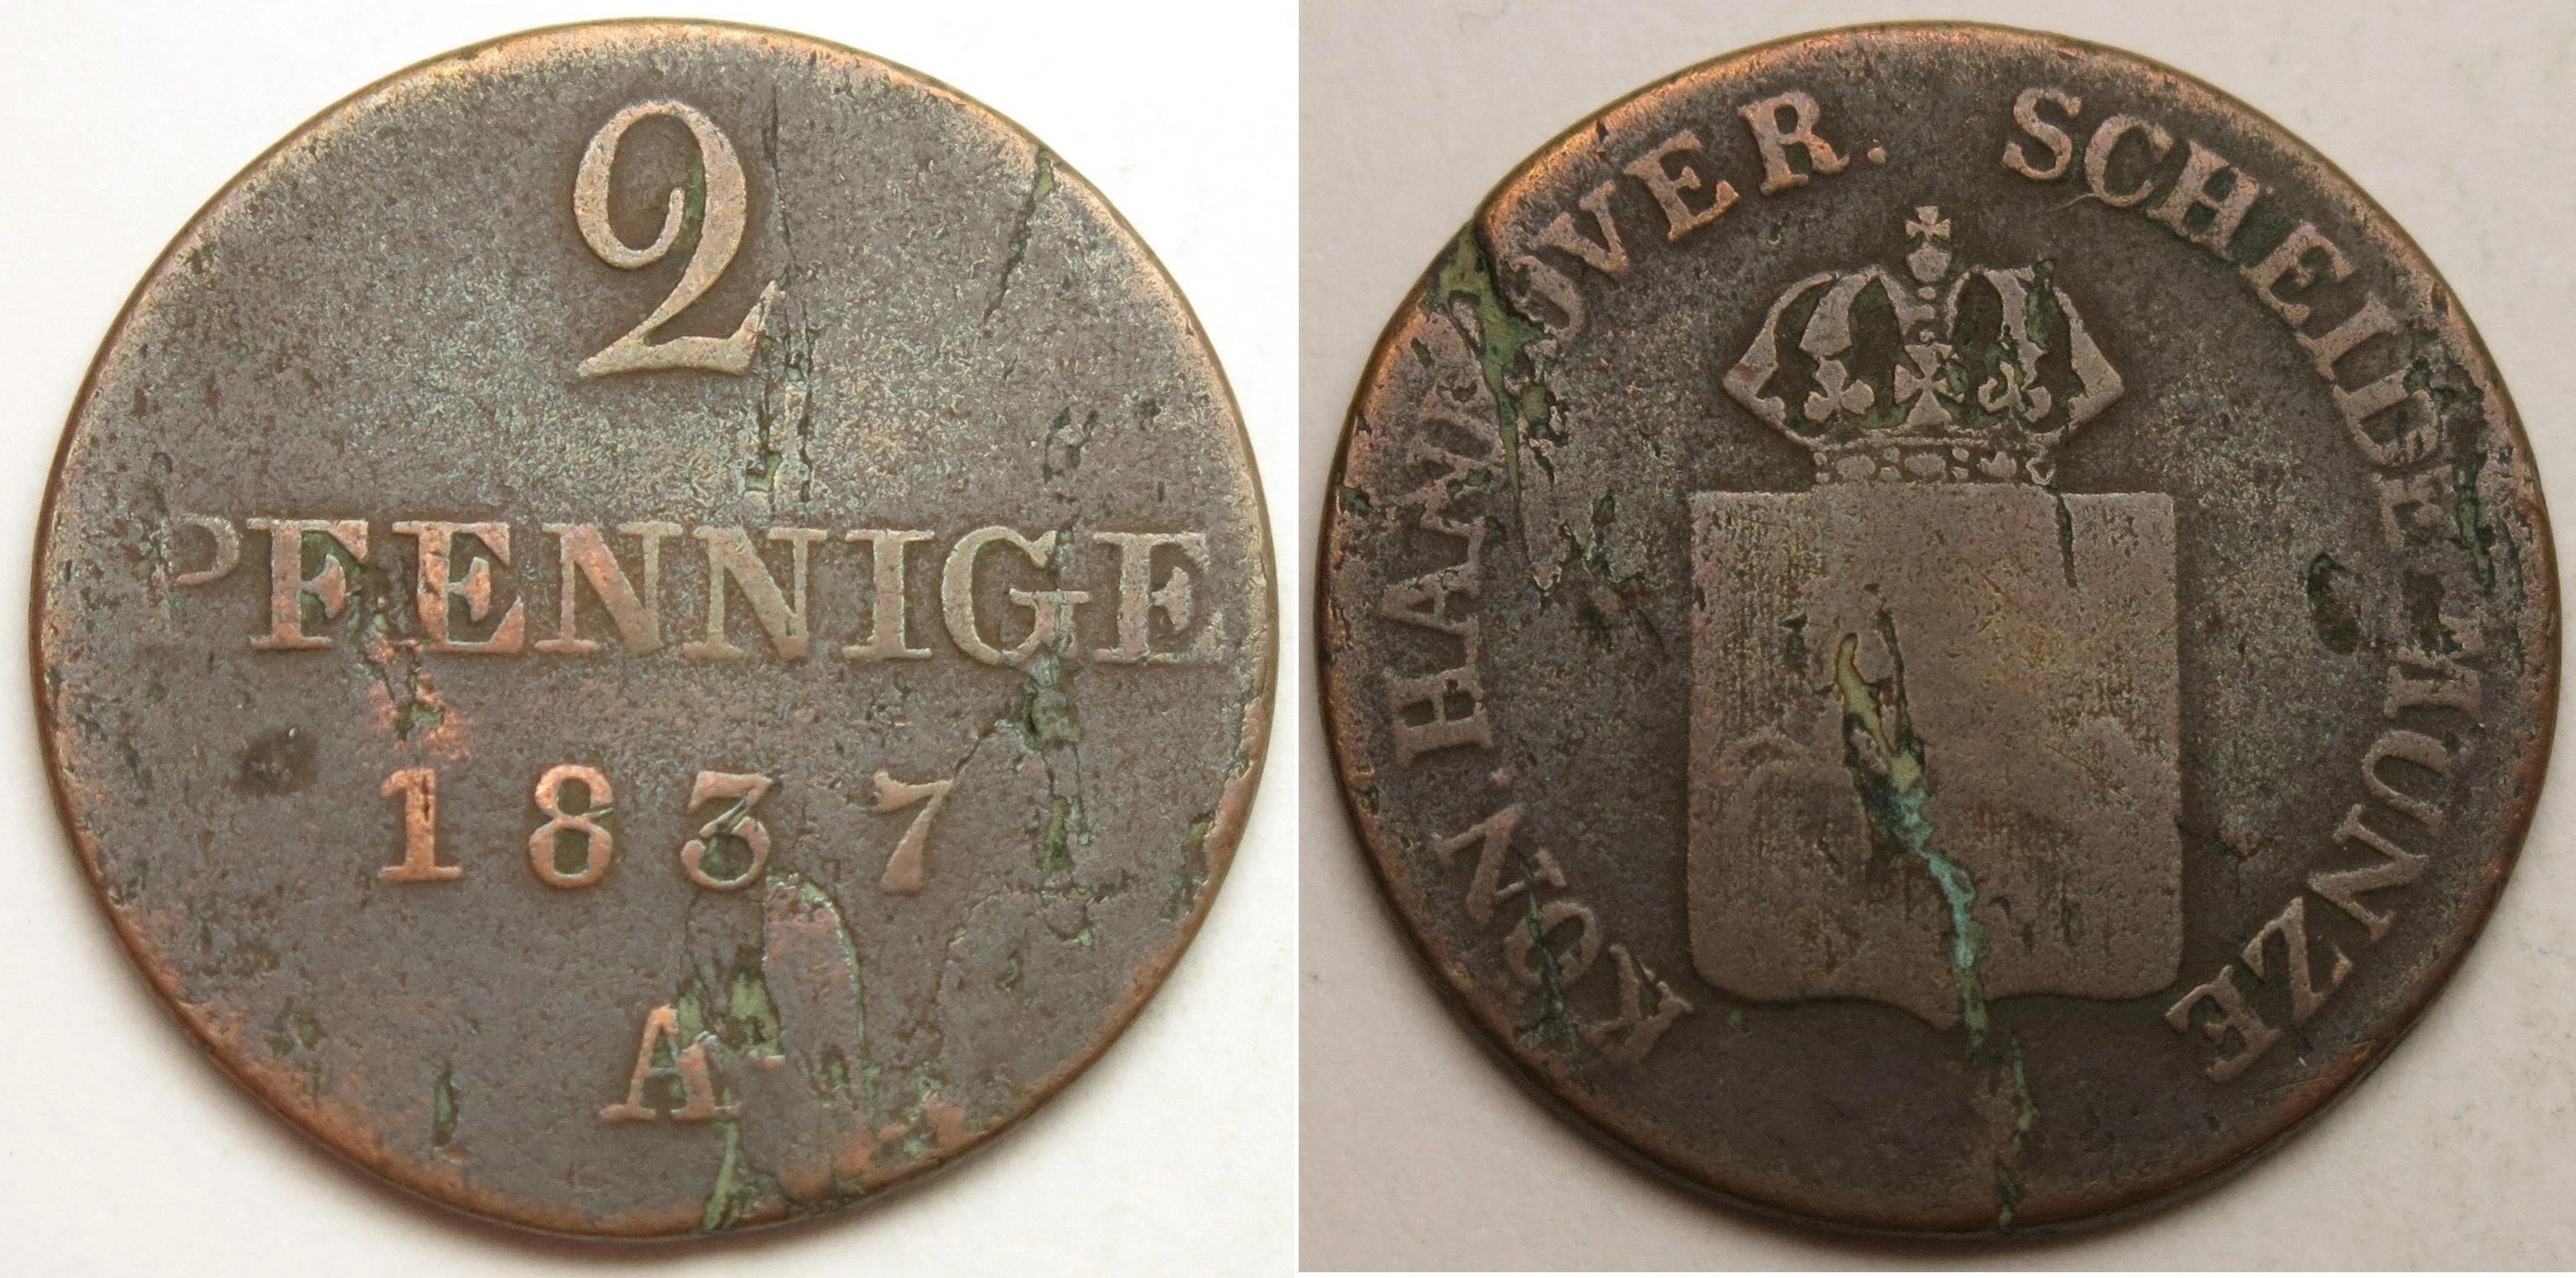 2
PFENNIGE
1837
A
KÖN. HANNOVER. SCHEIDEMÜNZE